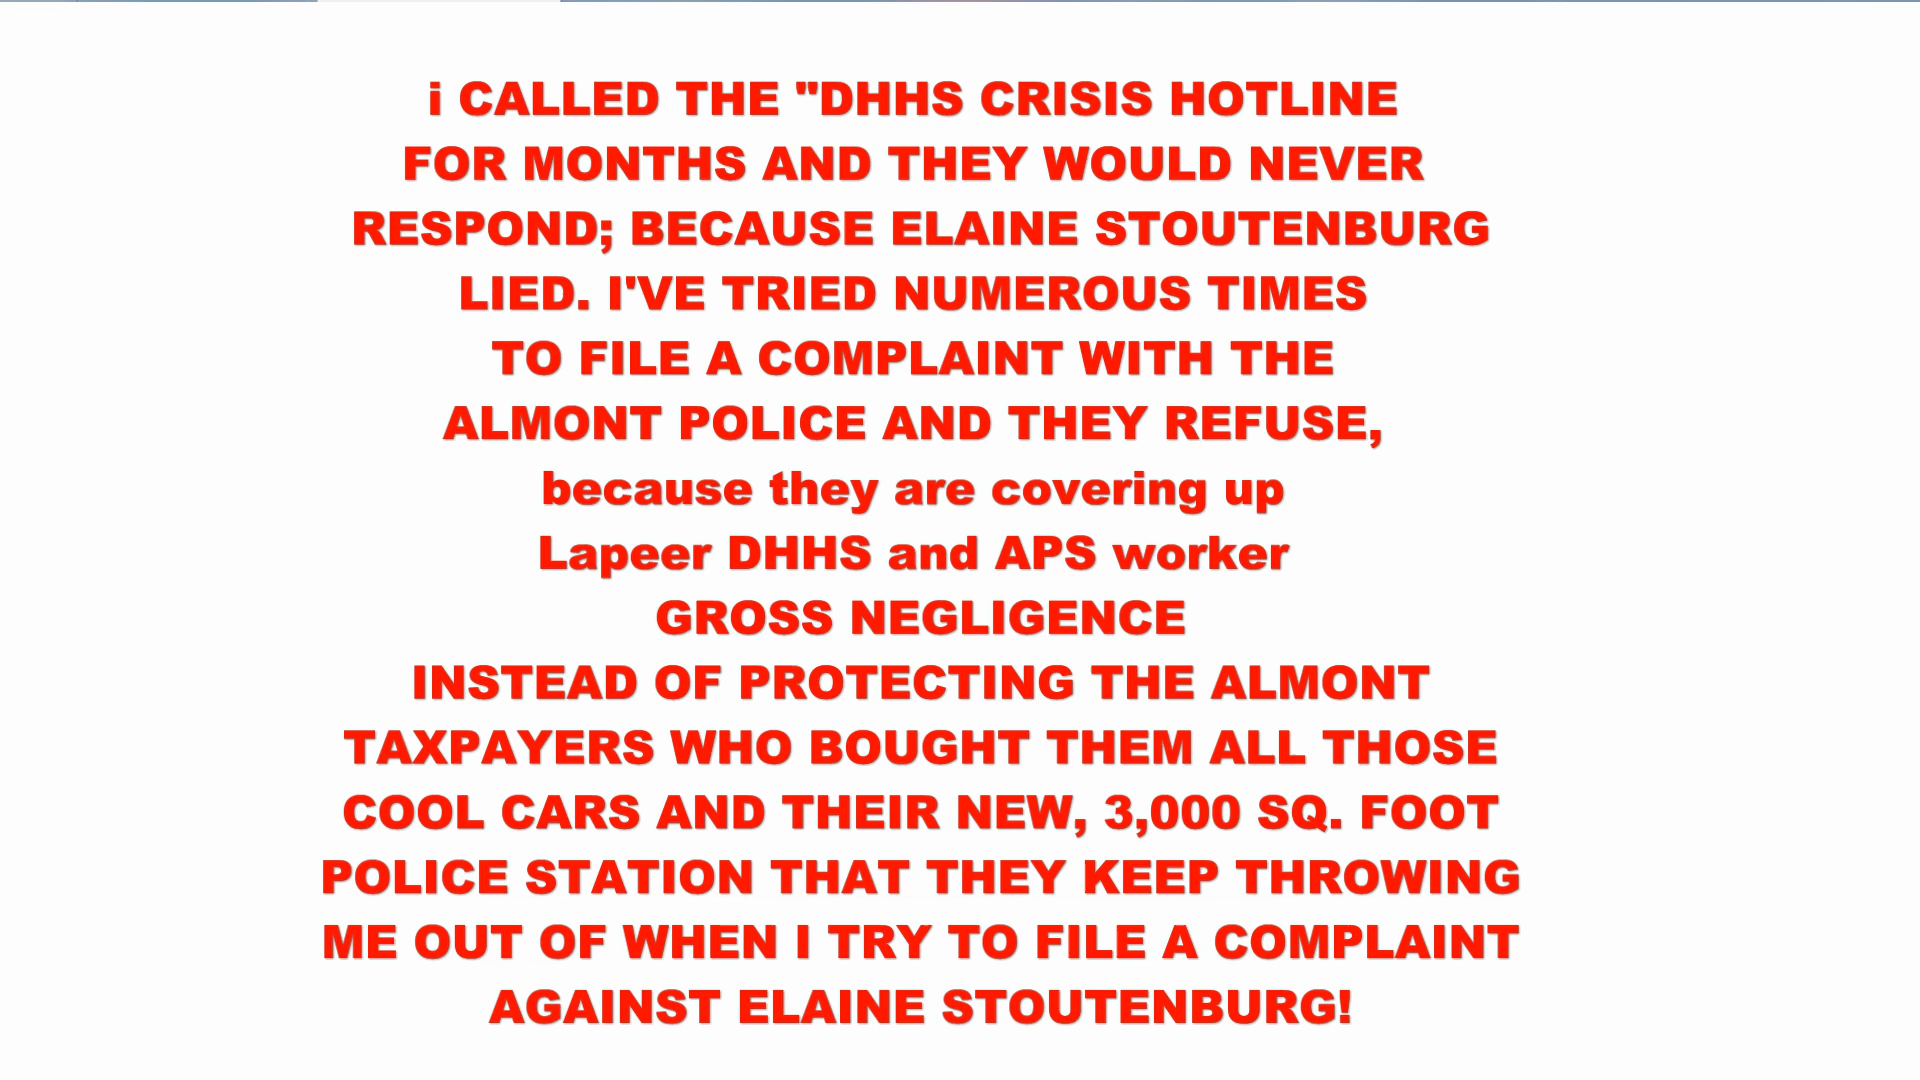 i CALLED THE "DHHS CRISIS HOTLINE
FOR MONTHS AND THEY WOULD NEVER
RESPOND; BECAUSE ELAINE STOUTENBURG
LIED. I'VE TRIED NUMEROUS TIMES
TO FILE A COMPLAINT WITH THE
ALMONT POLICE AND THEY REFUSE,
because they are covering up
Lapeer DHHS and APS worker
GROSS NEGLIGENCE
INSTEAD OF PROTECTING THE ALMONT
TAXPAYERS WHO BOUGHT THEM ALL THOSE
COOL CARS AND THEIR NEW, 3,000 SQ. FOOT
POLICE STATION THAT THEY KEEP THROWING
ME OUT OF WHEN I TRY TO FILE A COMPLAINT
AGAINST ELAINE STOUTENBURG!